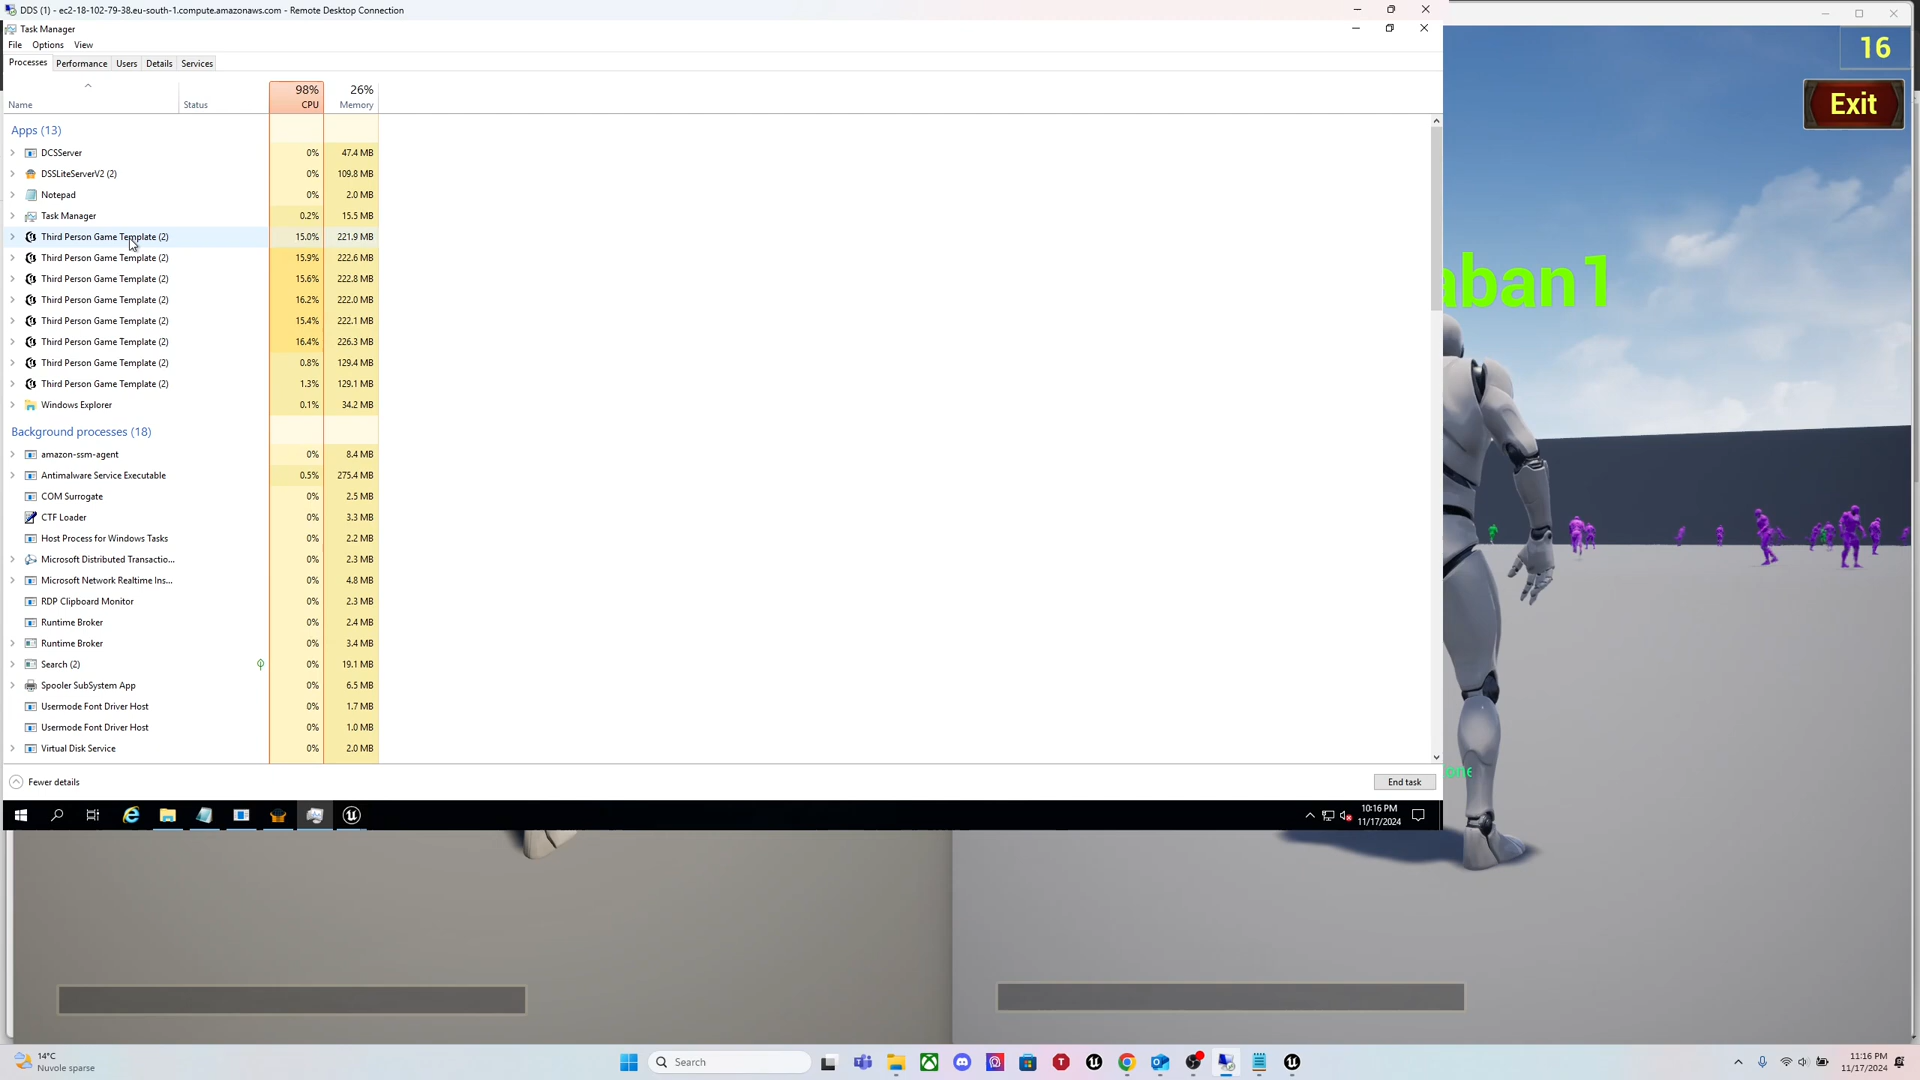 DDS (1) - ec2-18-102-79-38.eu-south-1.compute.amazonaws.com - Remote Desktop Connection
Task Manager
File Options View
Processes Performance Users Details Services
98% 26%
Name Status CPU Memory
Apps (13)
DCSServer 0% 47.4 MB
DSSLiteServerV2 (2) 0% 109.8 MB
Notepad 0% 2.0 MB
Task Manager 0.2% 15.5 MB
Third Person Game Template (2) 15.0% 221.9 MB
Third Person Game Template (2) 15.9% 222.6 MB
Third Person Game Template (2) 15.6% 222.8 MB
Third Person Game Template (2) 16.2% 222.0 MB
Third Person Game Template (2) 15.4% 222.1 MB
Third Person Game Template (2) 16.4% 226.3 MB
Third Person Game Template (2) 0.8% 129.4 MB
Third Person Game Template (2) 1.3% 129.1 MB
Windows Explorer 0.1% 34.2 MB
Background processes (18)
amazon-ssm-agent 0% 8.4 MB
Antimalware Service Executable 0.5% 275.4 MB
COM Surrogate 0% 2.5 MB
CTF Loader 0% 3.3 MB
Host Process for Windows Tasks 0% 2.2 MB
Microsoft Distributed Transactio... 0% 2.3 MB
Microsoft Network Realtime Ins... 0% 4.8 MB
RDP Clipboard Monitor 0% 2.3 MB
Runtime Broker 0% 2.4 MB
Runtime Broker 0% 3.4 MB
Search (2) 0% 19.1 MB
Spooler SubSystem App 0% 6.5 MB
Usermode Font Driver Host 0% 1.7 MB
Usermode Font Driver Host 0% 1.0 MB
Virtual Disk Service 0% 2.0 MB
Fewer details End task
10:16 PM
11/17/2024
16
Exit
aban1
one
14°C
Nuvole sparse
Search
11:16 PM
11/17/2024